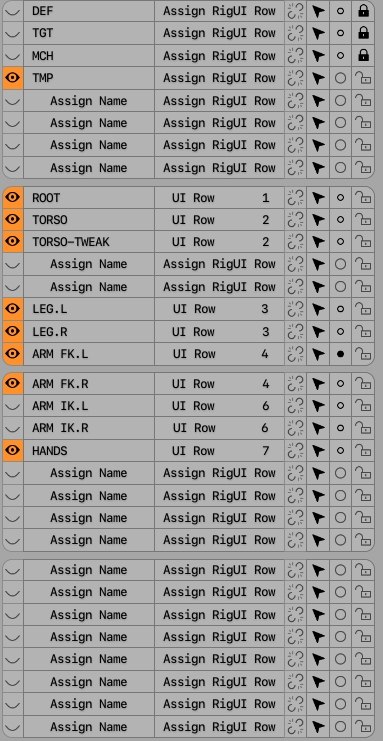 DEF Assign RigUI Row
TGT Assign RigUI Row
MCH Assign RigUI Row
TMP Assign RigUI Row
Assign Name Assign RigUI Row
Assign Name Assign RigUI Row
Assign Name Assign RigUI Row
Assign Name Assign RigUI Row
ROOT UI Row 1
TORSO UI Row 2
TORSO-TWEAK UI Row 2
Assign Name Assign RigUI Row
Assign Name Assign RigUI Row
LEG.L UI Row 3
LEG.R UI Row 3
ARM FK.L UI Row 4
ARM FK.R UI Row 4
ARM IK.L UI Row 6
ARM IK.R UI Row 6
HANDS UI Row 7
Assign Name Assign RigUI Row
Assign Name Assign RigUI Row
Assign Name Assign RigUI Row
Assign Name Assign RigUI Row
Assign Name Assign RigUI Row
Assign Name Assign RigUI Row
Assign Name Assign RigUI Row
Assign Name Assign RigUI Row
Assign Name Assign RigUI Row
Assign Name Assign RigUI Row
Assign Name Assign RigUI Row
Assign Name Assign RigUI Row